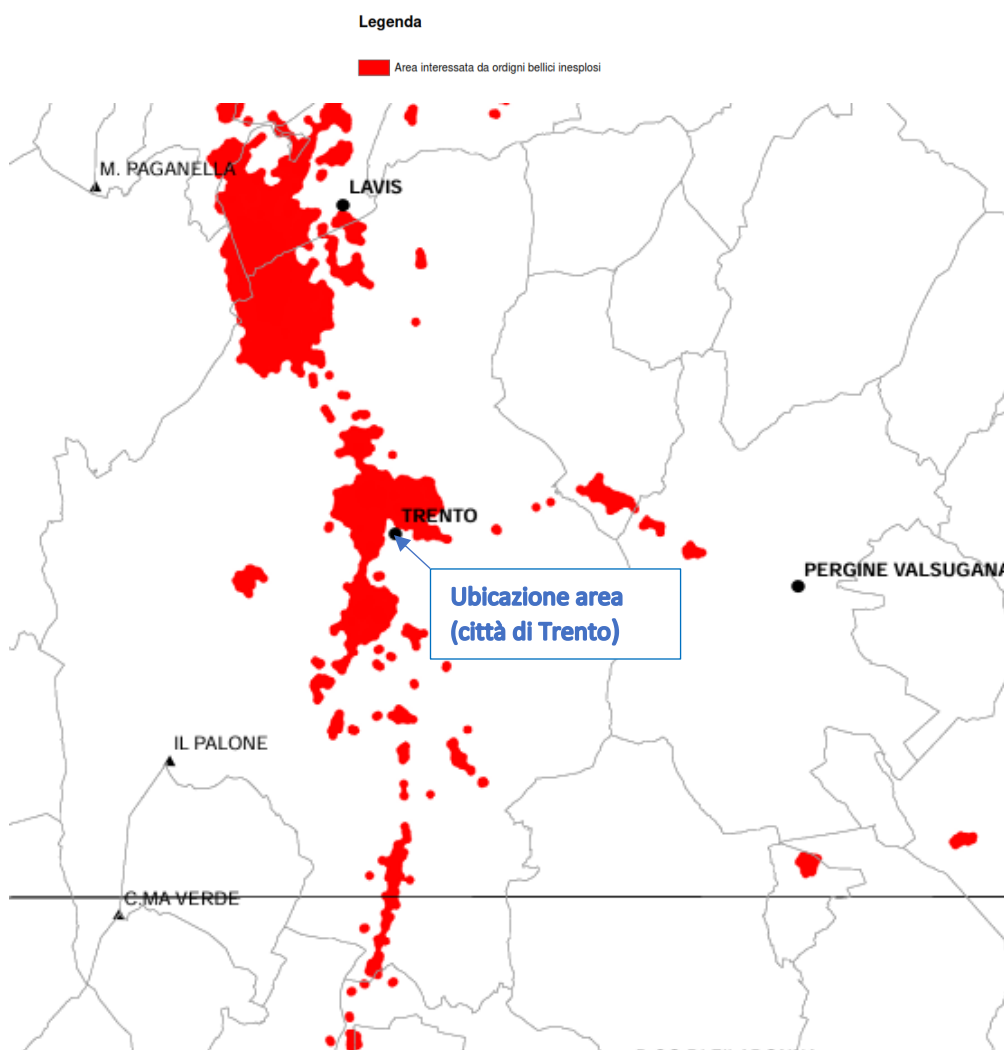 Legenda
Area interessata da ordigni bellici inesplosi
M. PAGANELLA
LAVIS
TRENTO
PERGINE VALSUGANA
Ubicazione area
(città di Trento)
IL PALONE
C.MA VERDE